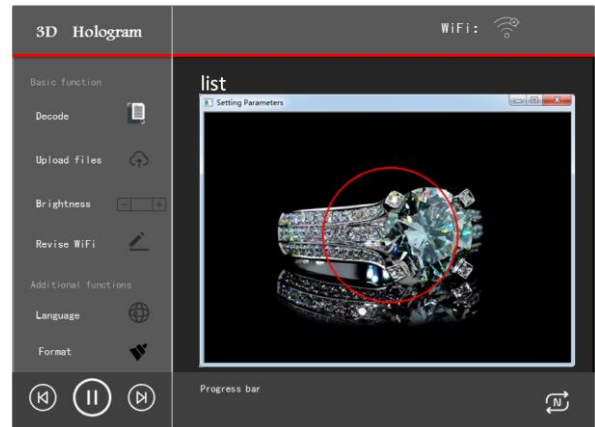 3D Hologram
WiFi:
Basic function
Decode
Upload files
Brightness
Revise WiFi
Additional functions
Language
Format
list
Setting Parameters
Progress bar
N